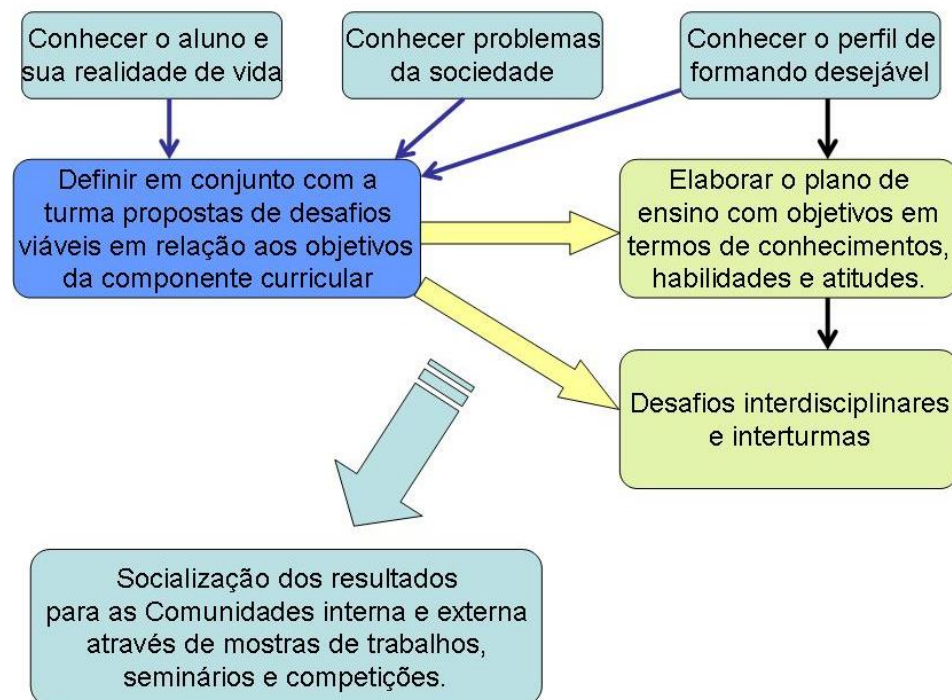 Conhecer o aluno e
sua realidade de vida
Conhecer problemas
da sociedade
Conhecer o perfil de
formando desejável
Definir em conjunto com a
turma propostas de desafios
viáveis em relação aos objetivos
da componente curricular
Elaborar o plano de
ensino com objetivos em
termos de conhecimentos,
habilidades e atitudes.
Desafios interdisciplinares
e interturmas
Socialização dos resultados
para as Comunidades interna e externa
através de mostras de trabalhos,
seminários e competições.